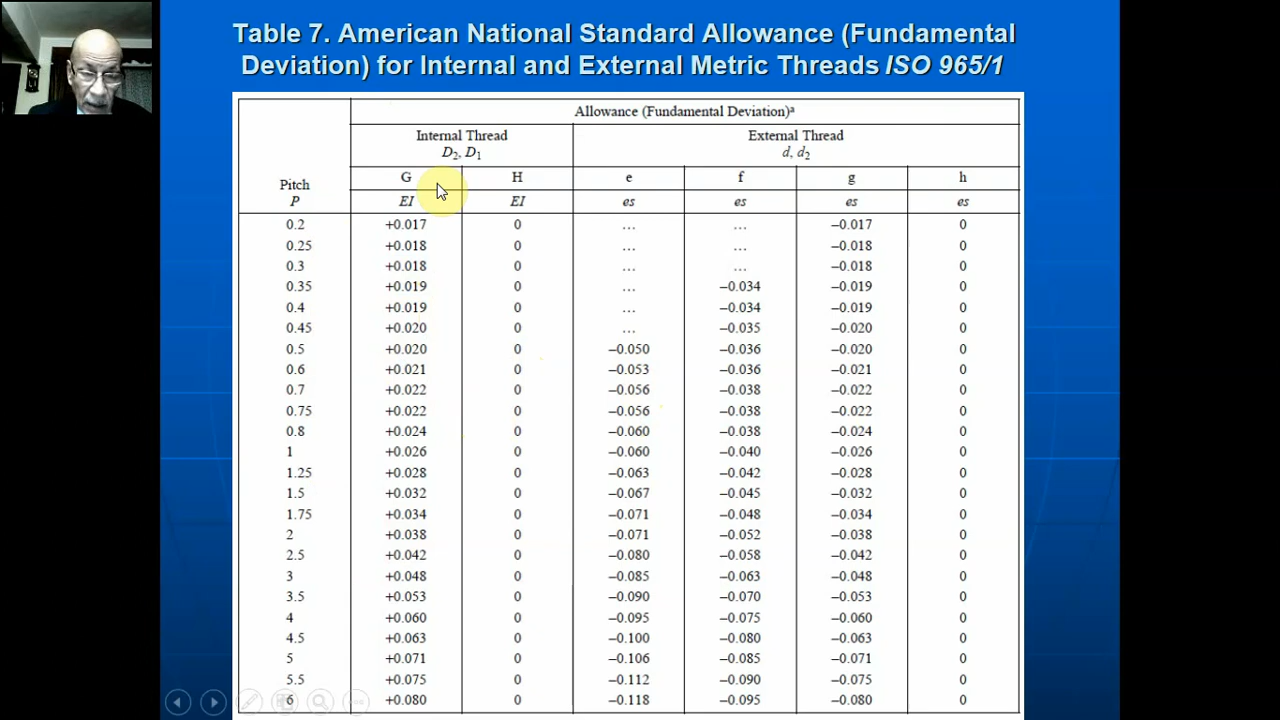 Table 7. American National Standard Allowance (Fundamental
Deviation) for Internal and External Metric Threads ISO 965/1
Allowance (Fundamental Deviation)ᵃ
Internal Thread External Thread
D₂, D₁ d, d₂
Pitch G H e f g h
P EI EI es es es es
0.2 +0.017 0 … … –0.017 0
0.25 +0.018 0 … … –0.018 0
0.3 +0.018 0 … … –0.018 0
0.35 +0.019 0 … –0.034 –0.019 0
0.4 +0.019 0 … –0.034 –0.019 0
0.45 +0.020 0 … –0.035 –0.020 0
0.5 +0.020 0 –0.050 –0.036 –0.020 0
0.6 +0.021 0 –0.053 –0.036 –0.021 0
0.7 +0.022 0 –0.056 –0.038 –0.022 0
0.75 +0.022 0 –0.056 –0.038 –0.022 0
0.8 +0.024 0 –0.060 –0.038 –0.024 0
1 +0.026 0 –0.060 –0.040 –0.026 0
1.25 +0.028 0 –0.063 –0.042 –0.028 0
1.5 +0.032 0 –0.067 –0.045 –0.032 0
1.75 +0.034 0 –0.071 –0.048 –0.034 0
2 +0.038 0 –0.071 –0.052 –0.038 0
2.5 +0.042 0 –0.080 –0.058 –0.042 0
3 +0.048 0 –0.085 –0.063 –0.048 0
3.5 +0.053 0 –0.090 –0.070 –0.053 0
4 +0.060 0 –0.095 –0.075 –0.060 0
4.5 +0.063 0 –0.100 –0.080 –0.063 0
5 +0.071 0 –0.106 –0.085 –0.071 0
5.5 +0.075 0 –0.112 –0.090 –0.075 0
6 +0.080 0 –0.118 –0.095 –0.080 0